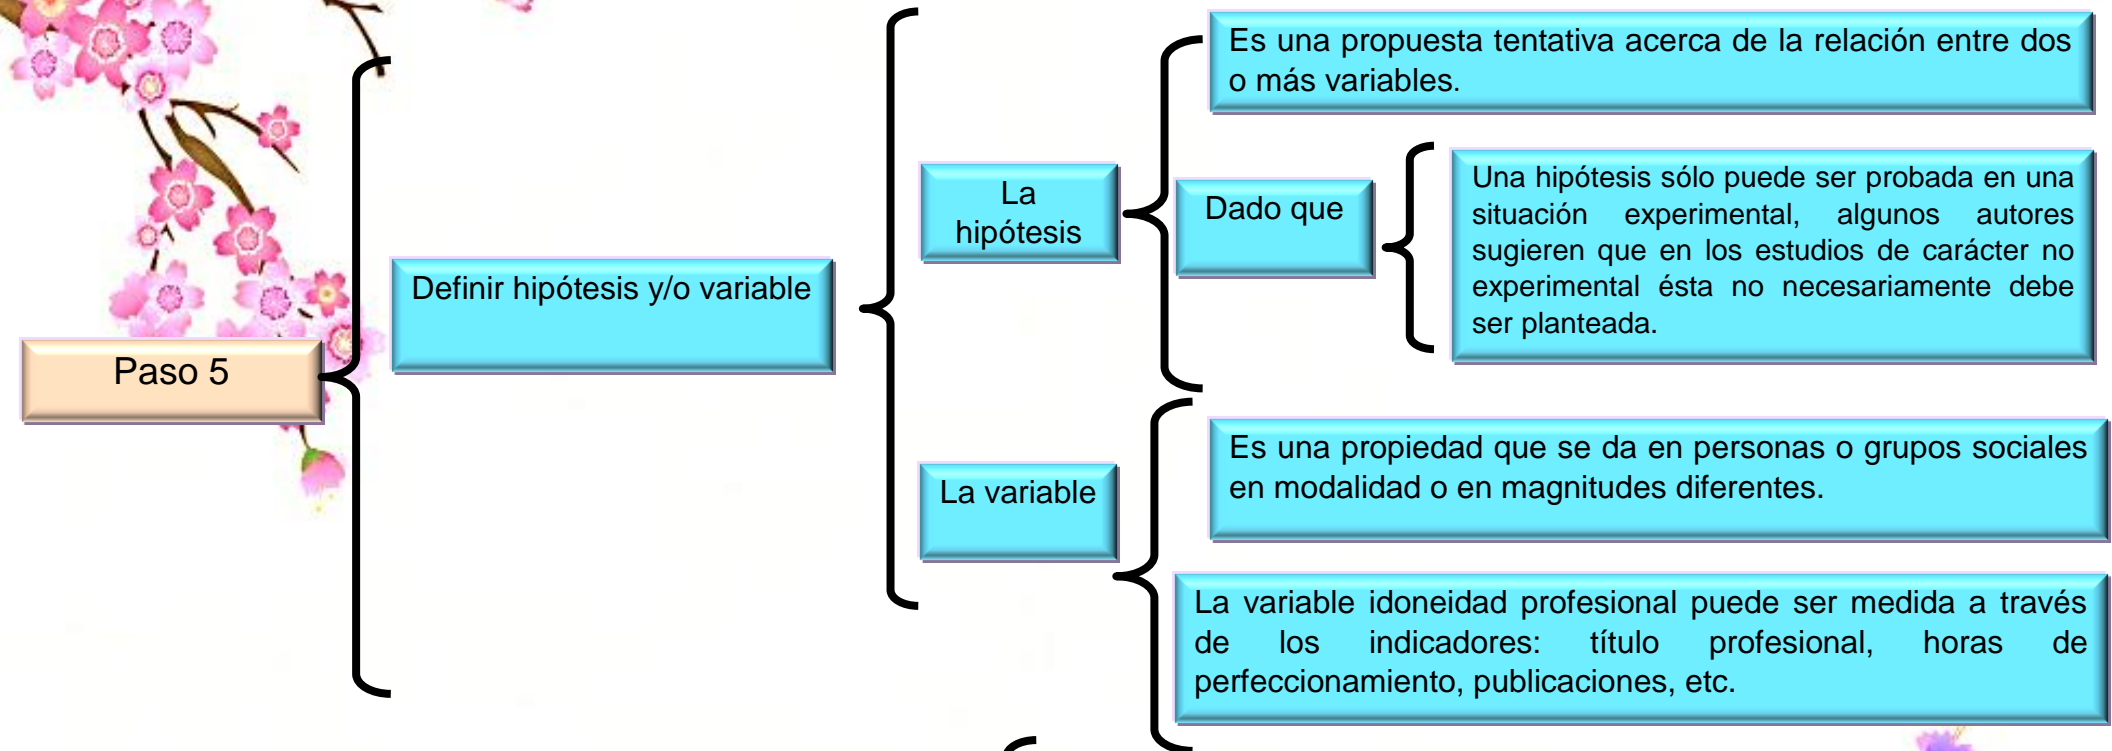 Paso 5
Definir hipótesis y/o variable
La
hipótesis
Es una propuesta tentativa acerca de la relación entre dos
o más variables.
Dado que
Una hipótesis sólo puede ser probada en una
situación experimental, algunos autores
sugieren que en los estudios de carácter no
experimental ésta no necesariamente debe
ser planteada.
La variable
Es una propiedad que se da en personas o grupos sociales
en modalidad o en magnitudes diferentes.
La variable idoneidad profesional puede ser medida a través
de los indicadores: título profesional, horas de
perfeccionamiento, publicaciones, etc.